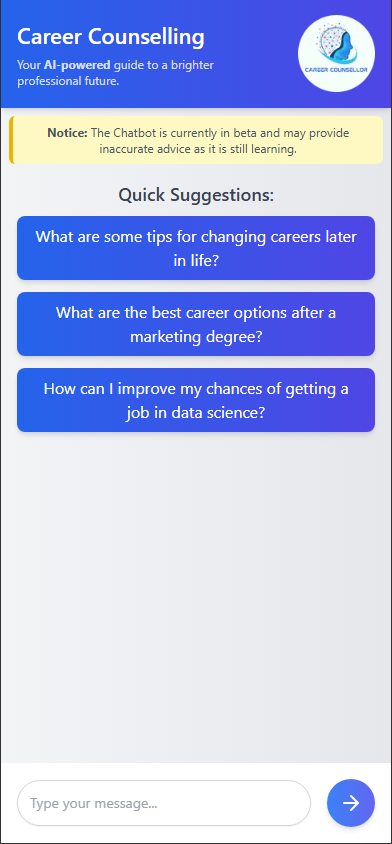 Career Counselling
Your AI-powered guide to a brighter
professional future.
CAREER COUNSELLOR
Notice: The Chatbot is currently in beta and may provide
inaccurate advice as it is still learning.
Quick Suggestions:
What are some tips for changing careers later
in life?
What are the best career options after a
marketing degree?
How can I improve my chances of getting a
job in data science?
Type your message...